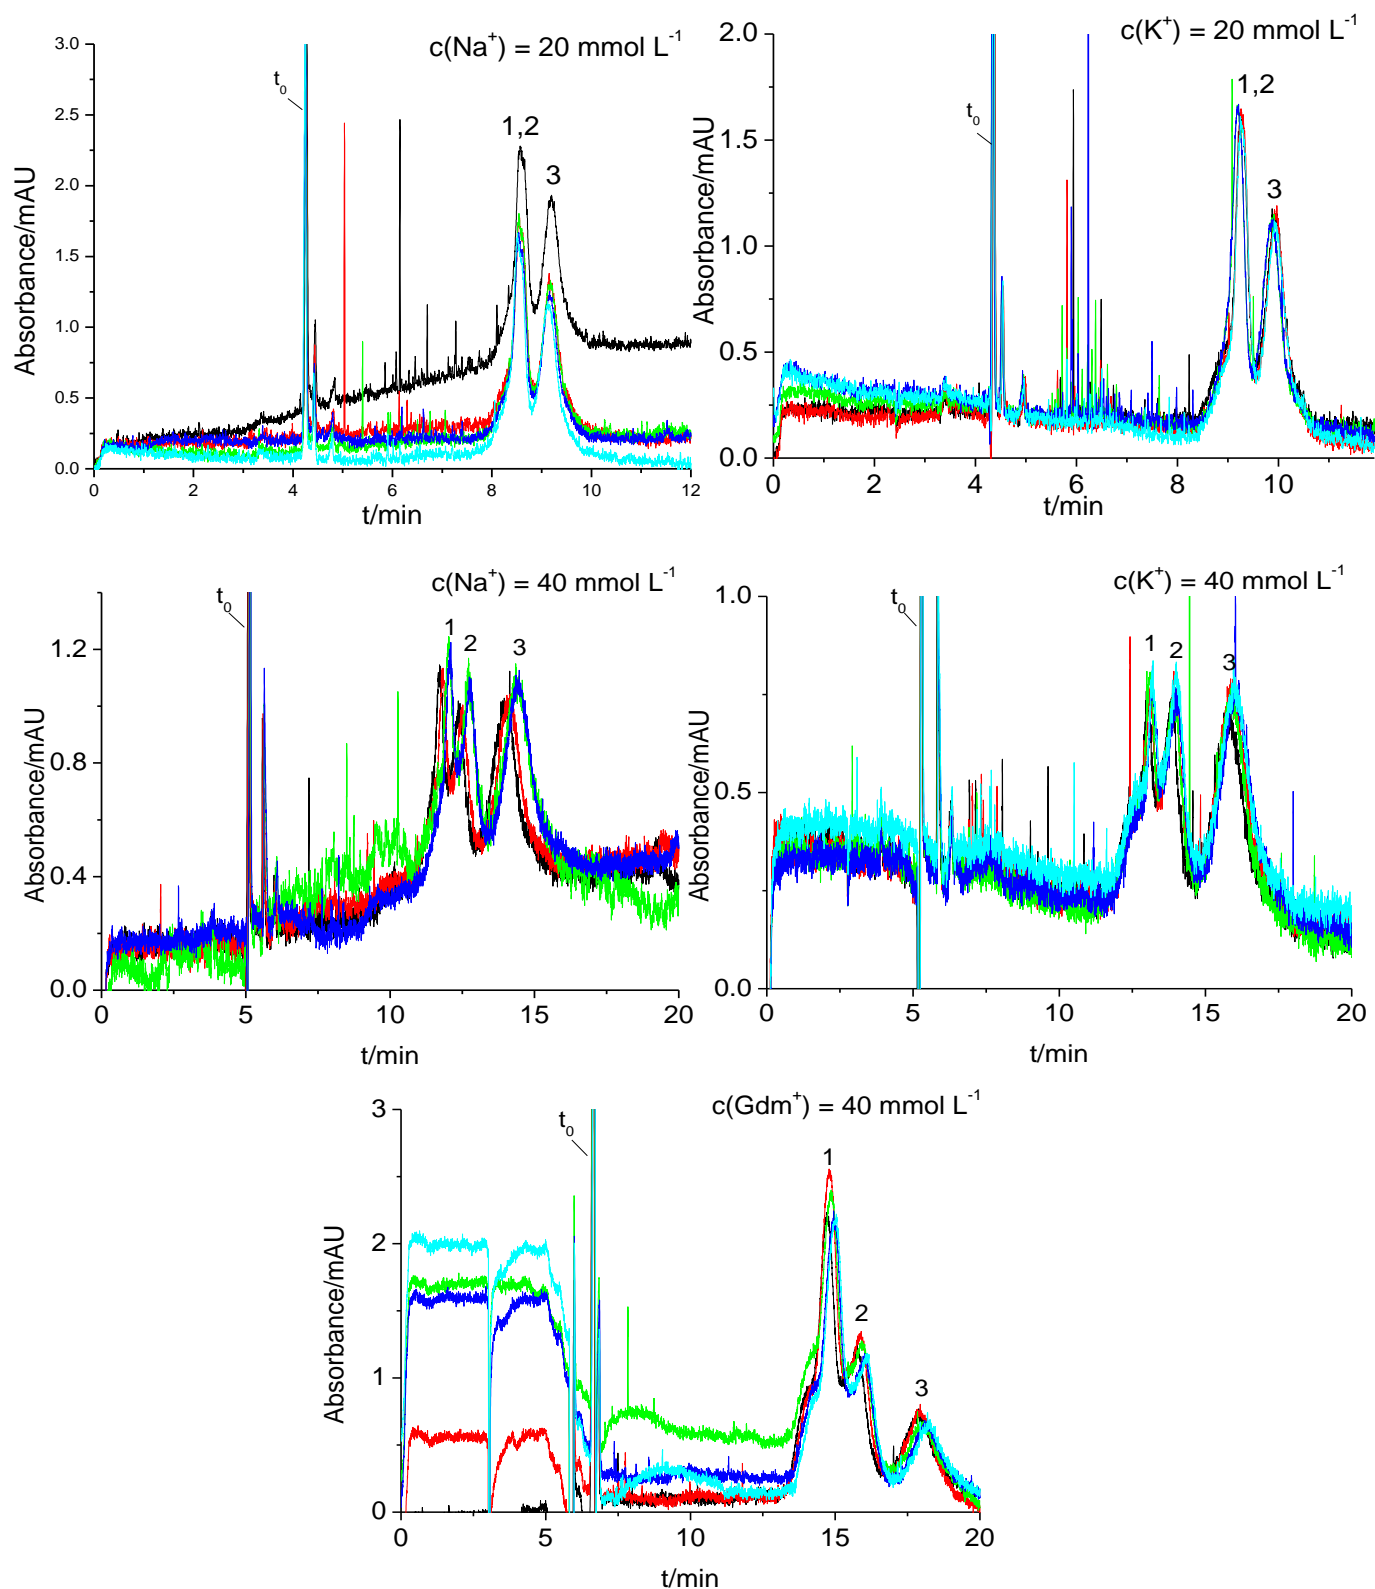 c(Na⁺) = 20 mmol L⁻¹
3.0
2.5
2.0
1.5
1.0
0.5
0.0
Absorbance/mAU
t₀
1,2
3
0 2 4 6 8 10 12
t/min
c(K⁺) = 20 mmol L⁻¹
2.0
1.5
1.0
0.5
0.0
Absorbance/mAU
t₀
1,2
3
0 2 4 6 8 10
t/min
c(Na⁺) = 40 mmol L⁻¹
1.2
0.8
0.4
0.0
Absorbance/mAU
t₀
1
2
3
0 5 10 15 20
t/min
c(K⁺) = 40 mmol L⁻¹
1.0
0.5
0.0
Absorbance/mAU
t₀
1
2
3
0 5 10 15 20
t/min
c(Gdm⁺) = 40 mmol L⁻¹
3
2
1
0
Absorbance/mAU
t₀
1
2
3
0 5 10 15 20
t/min